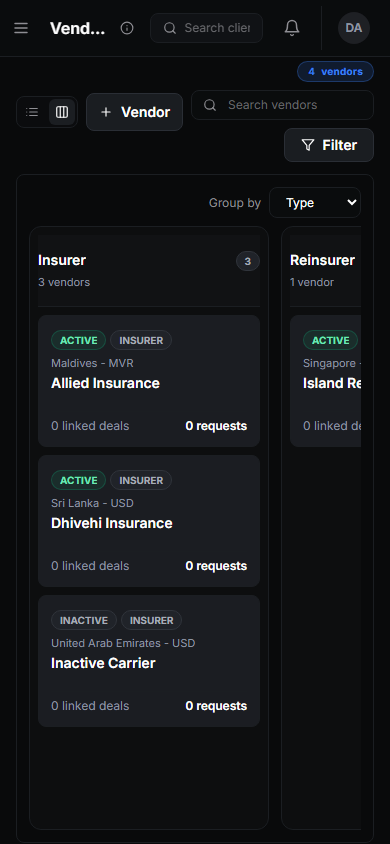 Vend...
Search clier
DA
4 vendors
+ Vendor
Search vendors
Filter
Group by
Type
Insurer
3
3 vendors
ACTIVE
INSURER
Maldives - MVR
Allied Insurance
0 linked deals
0 requests
ACTIVE
INSURER
Sri Lanka - USD
Dhivehi Insurance
0 linked deals
0 requests
INACTIVE
INSURER
United Arab Emirates - USD
Inactive Carrier
0 linked deals
0 requests
Reinsurer
1 vendor
ACTIVE
Singapore -
Island Re
0 linked de